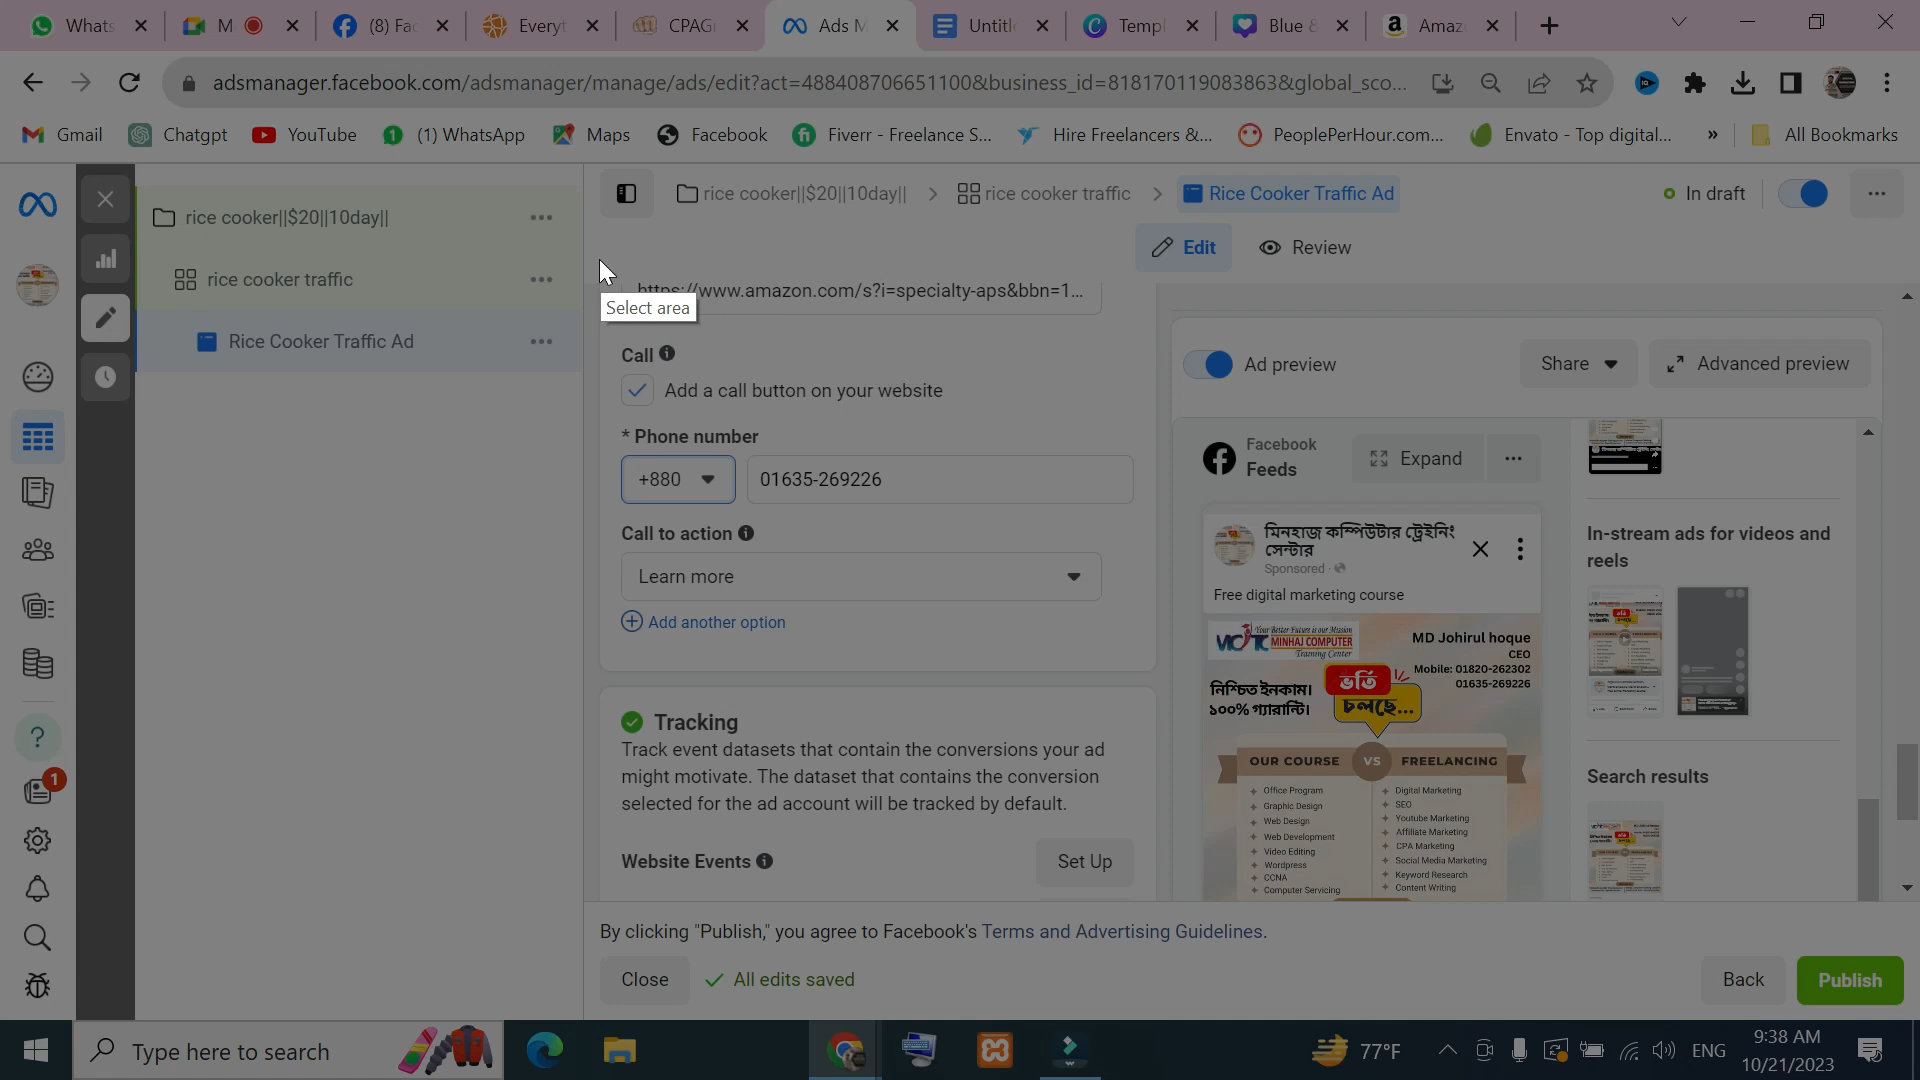 Whats
M
(8) Fac
Everyt
CPAG
Ads M
Untitl
Templ
Blue &
Amaz
adsmanager.facebook.com/adsmanager/manage/ads/edit?act=488408706651100&business_id=818170119083863&global_sco...
Gmail
Chatgpt
YouTube
(1) WhatsApp
Maps
Facebook
Fiverr - Freelance S...
Hire Freelancers &...
PeoplePerHour.com...
Envato - Top digital...
»
All Bookmarks
rice cooker||$20||10day||
rice cooker traffic
Rice Cooker Traffic Ad
rice cooker||$20||10day||
rice cooker traffic
Rice Cooker Traffic Ad
In draft
Edit
Review
https://www.amazon.com/s?i=specialty-aps&bbn=1...
Select area
Call
Add a call button on your website
* Phone number
+880
01635-269226
Call to action
Learn more
Add another option
Tracking
Track event datasets that contain the conversions your ad
might motivate. The dataset that contains the conversion
selected for the ad account will be tracked by default.
Website Events
Set Up
Ad preview
Share
Advanced preview
Facebook
Feeds
Expand
মিনহাজ কম্পিউটার ট্রেইনিং
সেন্টার
Sponsored ·
Free digital marketing course
Your Better Future is our Mission
MINHAJ COMPUTER
Training Center
MD Johirul hoque
CEO
Mobile: 01820-262302
01635-269226
নিশ্চিত ইনকাম।
১০০% গ্যারান্টি।
ভর্তি
চলছে...
OUR COURSE
VS
FREELANCING
Office Program
Graphic Design
Web Design
Web Development
Video Editing
Wordpress
CCNA
Computer Servicing
Digital Marketing
SEO
Youtube Marketing
Affiliate Marketing
CPA Marketing
Social Media Marketing
Keyword Research
Content Writing
In-stream ads for videos and
reels
Search results
1
By clicking "Publish," you agree to Facebook's Terms and Advertising Guidelines.
Close
All edits saved
Back
Publish
Type here to search
77°F
ENG
9:38 AM
10/21/2023